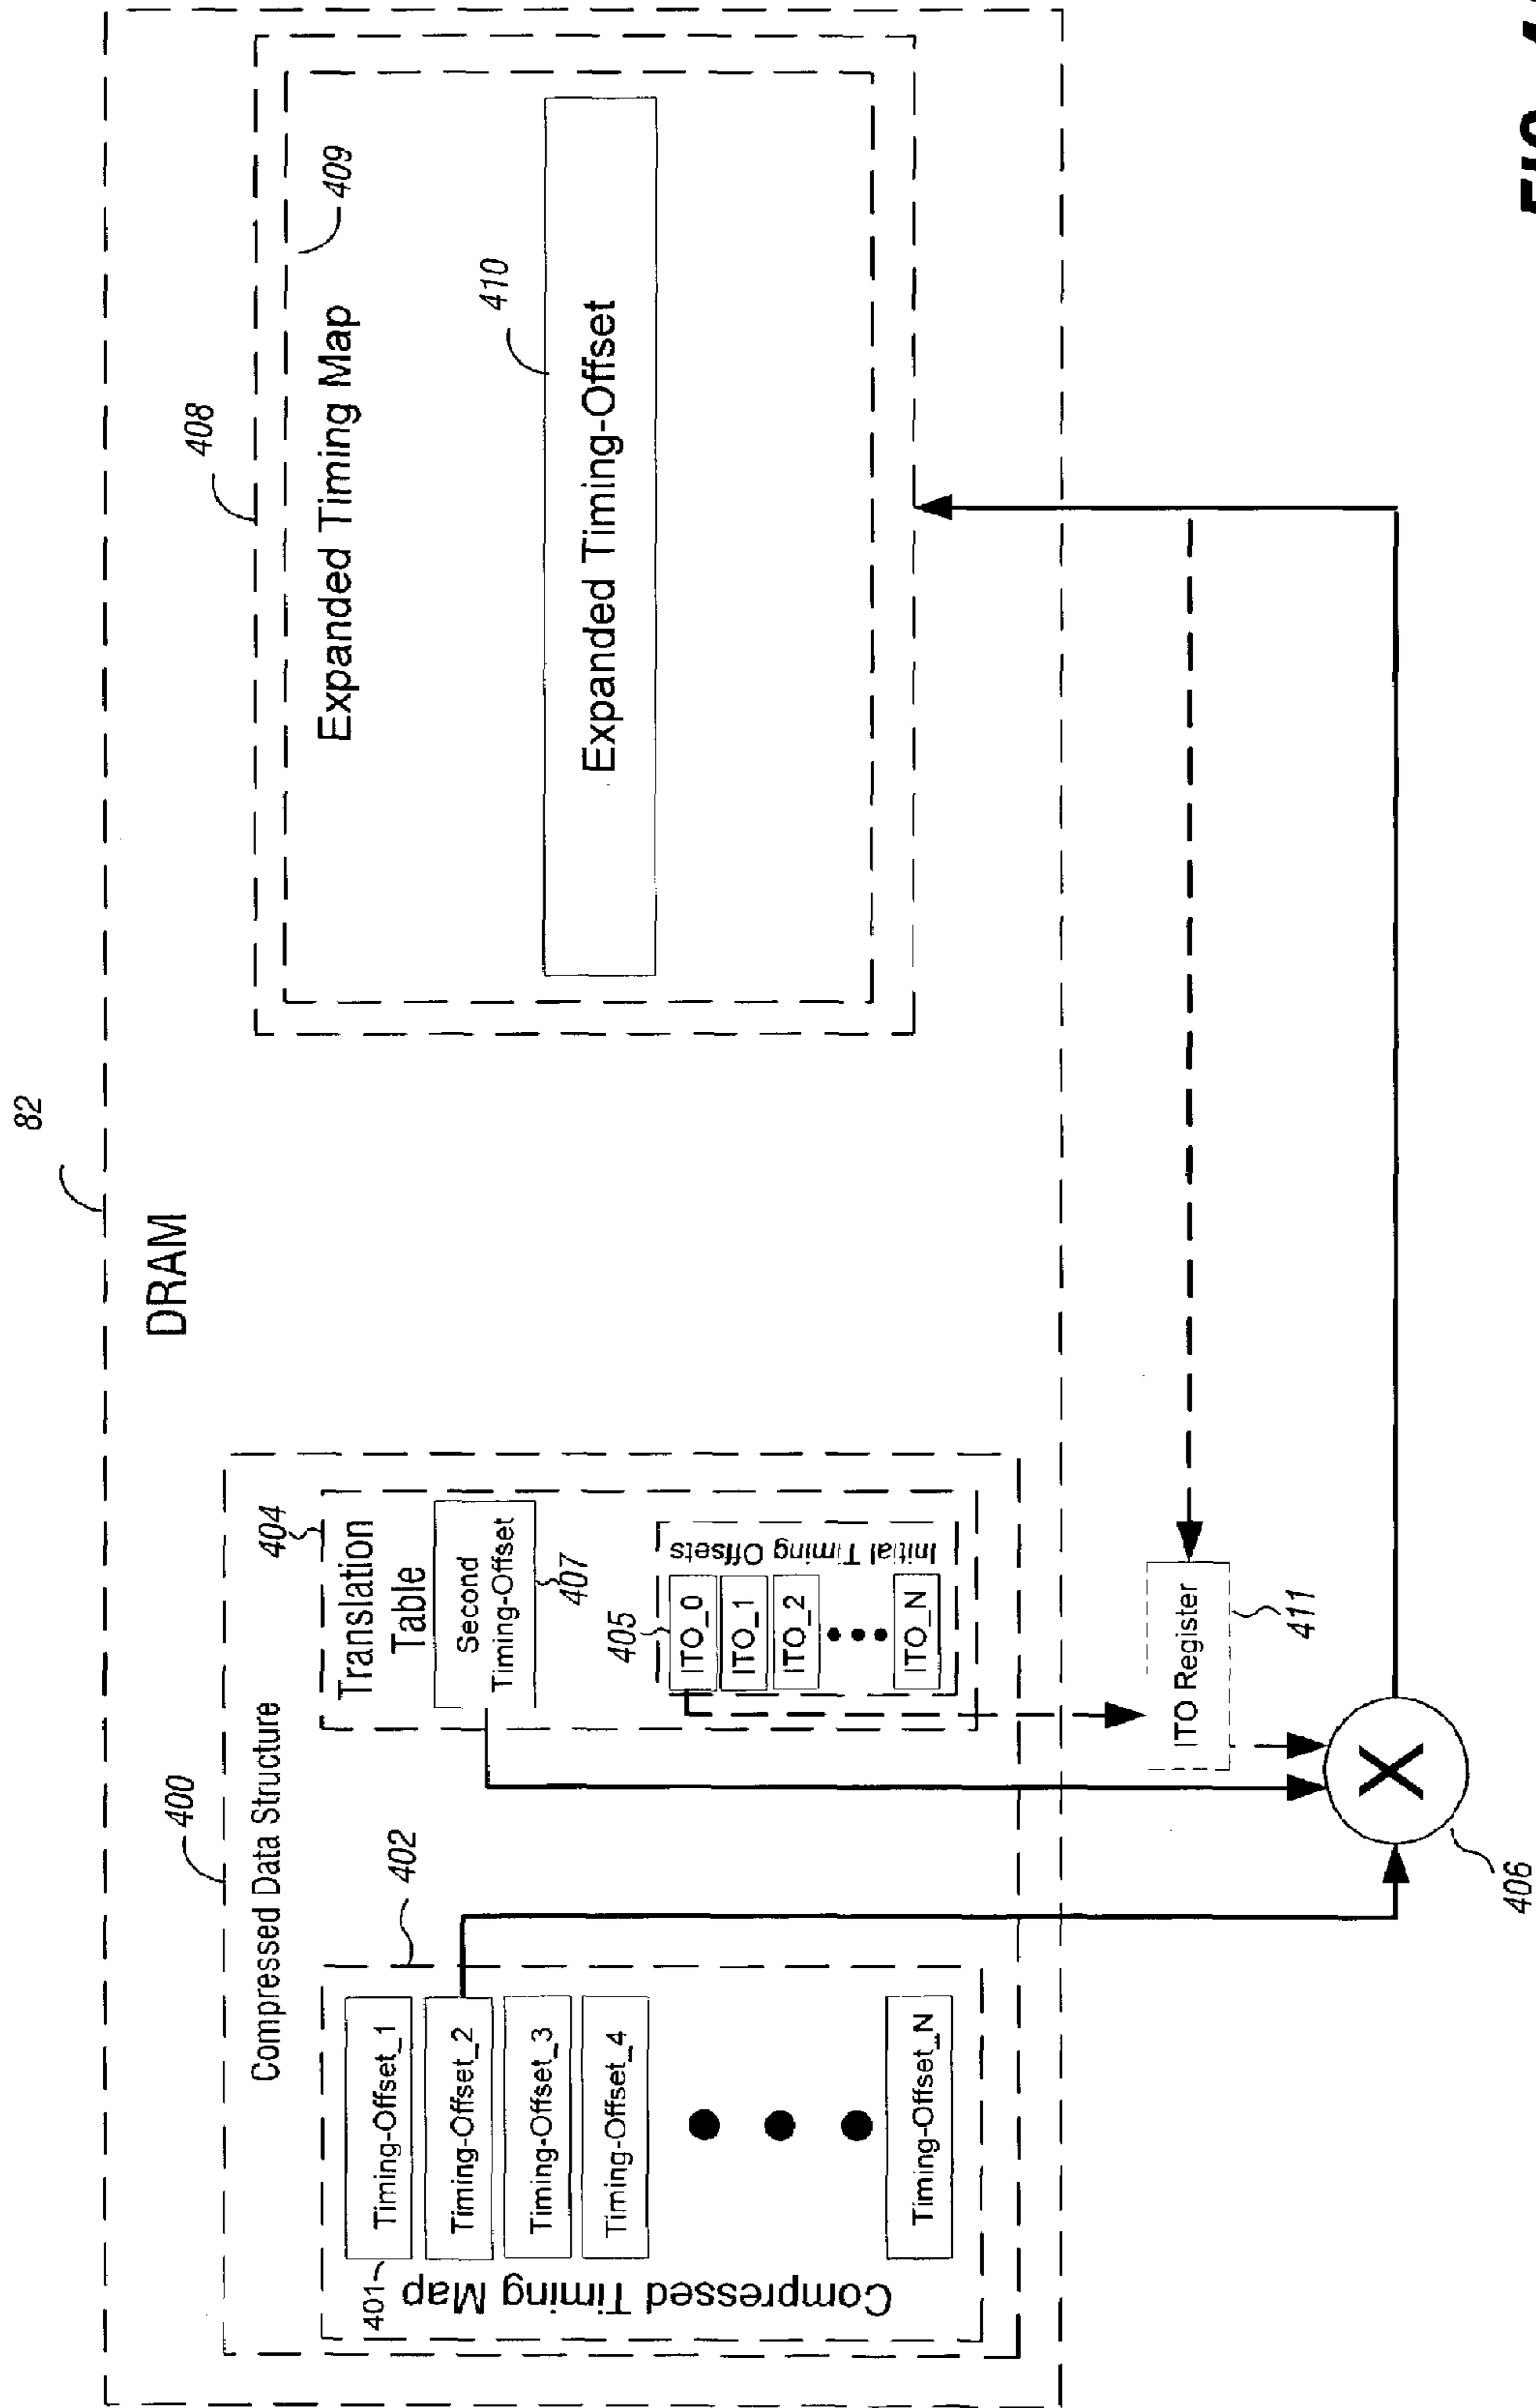 82
DRAM
400
Compressed Data Structure
402
401
Compressed Timing Map
Timing-Offset_1
Timing-Offset_2
Timing-Offset_3
Timing-Offset_4
Timing-Offset_N
404
Translation
Table
Second
Timing-Offset
407
405
ITO_0
ITO_1
ITO_2
ITO_N
Initial Timing Offsets
408
Expanded Timing Map
409
410
Expanded Timing-Offset
ITO Register
411
X
406